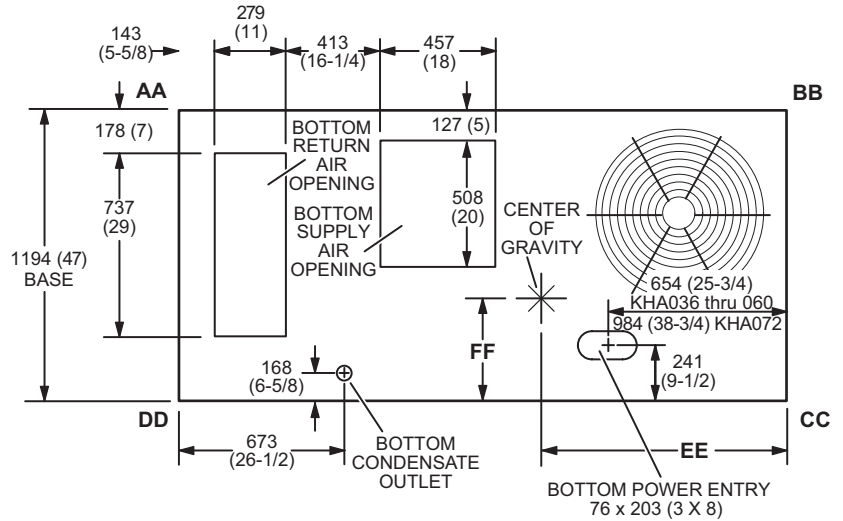 279
(11)
143
(5-5/8)
413
(16-1/4)
457
(18)
AA
BB
178 (7)
BOTTOM
RETURN
AIR
OPENING
127 (5)
737
(29)
508
(20)
BOTTOM
SUPPLY
AIR
OPENING
CENTER
OF
GRAVITY
1194 (47)
BASE
654 (25-3/4)
KHA036 thru 060
984 (38-3/4) KHA072
FF
168
(6-5/8)
241
(9-1/2)
DD
CC
673
(26-1/2)
BOTTOM
CONDENSATE
OUTLET
EE
BOTTOM POWER ENTRY
76 x 203 (3 X 8)